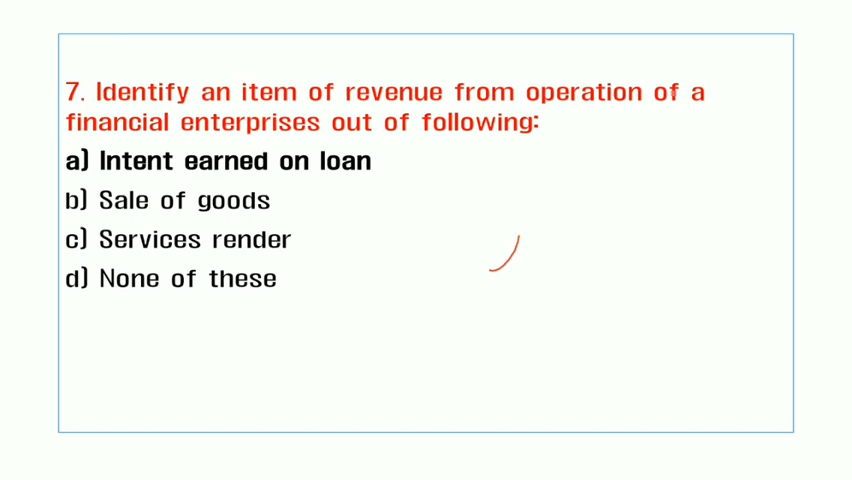 7. Identify an item of revenue from operation of a
financial enterprises out of following:
a) Intent earned on loan
b) Sale of goods
c) Services render
d) None of these